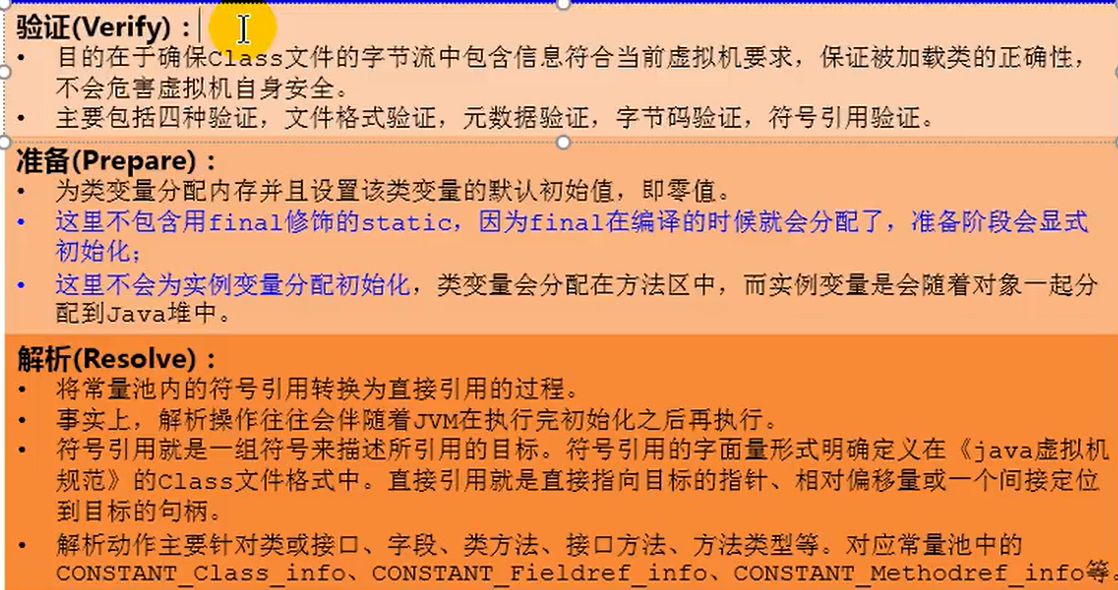 验证(Verify)：
• 目的在于确保Class文件的字节流中包含信息符合当前虚拟机要求，保证被加载类的正确性，
不会危害虚拟机自身安全。
• 主要包括四种验证，文件格式验证，元数据验证，字节码验证，符号引用验证。
准备(Prepare)：
• 为类变量分配内存并且设置该类变量的默认初始值，即零值。
• 这里不包含用final修饰的static，因为final在编译的时候就会分配了，准备阶段会显式
初始化；
• 这里不会为实例变量分配初始化，类变量会分配在方法区中，而实例变量是会随着对象一起分
配到Java堆中。
解析(Resolve)：
• 将常量池内的符号引用转换为直接引用的过程。
• 事实上，解析操作往往会伴随着JVM在执行完初始化之后再执行。
• 符号引用就是一组符号来描述所引用的目标。符号引用的字面量形式明确定义在《java虚拟机
规范》的Class文件格式中。直接引用就是直接指向目标的指针、相对偏移量或一个间接定位
到目标的句柄。
• 解析动作主要针对类或接口、字段、类方法、接口方法、方法类型等。对应常量池中的
CONSTANT_Class_info、CONSTANT_Fieldref_info、CONSTANT_Methodref_info等。